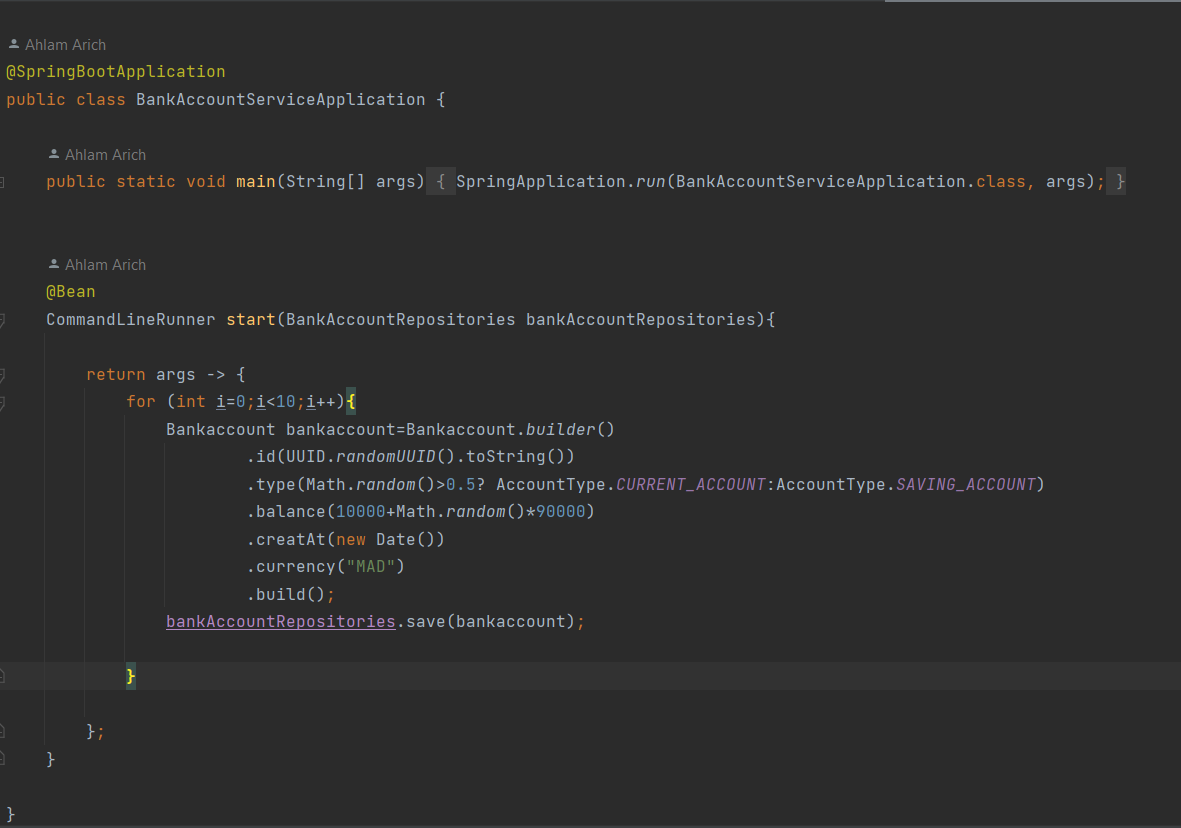 Ahlam Arich
@SpringBootApplication
public class BankAccountServiceApplication {
Ahlam Arich
public static void main(String[] args) { SpringApplication.run(BankAccountServiceApplication.class, args); }
Ahlam Arich
@Bean
CommandLineRunner start(BankAccountRepositories bankAccountRepositories){
return args -> {
for (int i=0;i<10;i++){
Bankaccount bankaccount=Bankaccount.builder()
.id(UUID.randomUUID().toString())
.type(Math.random()>0.5? AccountType.CURRENT_ACCOUNT:AccountType.SAVING_ACCOUNT)
.balance(10000+Math.random()*90000)
.creatAt(new Date())
.currency("MAD")
.build();
bankAccountRepositories.save(bankaccount);
}
};
}
}